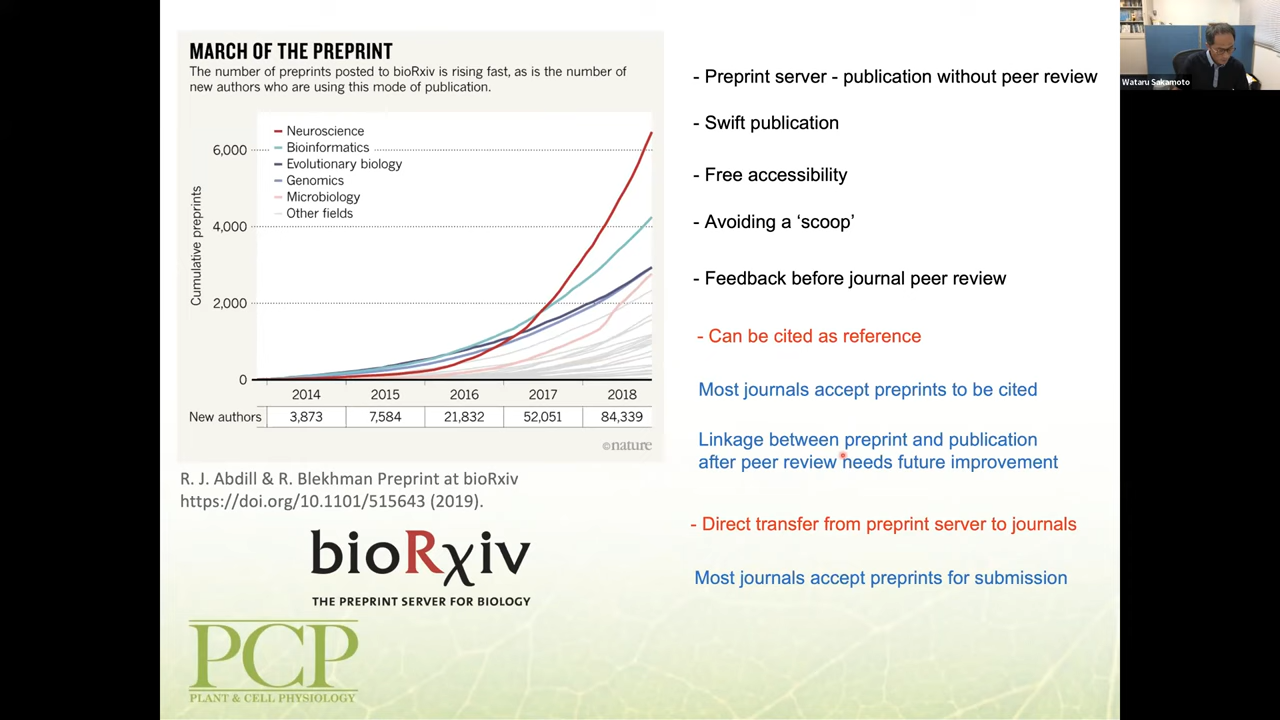 MARCH OF THE PREPRINT
The number of preprints posted to bioRxiv is rising fast, as is the number of
new authors who are using this mode of publication.
Neuroscience
Bioinformatics
Evolutionary biology
Genomics
Microbiology
Other fields
Cumulative preprints
6,000
4,000
2,000
0
2014 2015 2016 2017 2018
New authors 3,873 7,584 21,832 52,051 84,339
©nature
R. J. Abdill & R. Blekhman Preprint at bioRxiv
https://doi.org/10.1101/515643 (2019).
bioRχiv
THE PREPRINT SERVER FOR BIOLOGY
PCP
PLANT & CELL PHYSIOLOGY
- Preprint server - publication without peer review
- Swift publication
- Free accessibility
- Avoiding a ‘scoop’
- Feedback before journal peer review
- Can be cited as reference
Most journals accept preprints to be cited
Linkage between preprint and publication
after peer review needs future improvement
- Direct transfer from preprint server to journals
Most journals accept preprints for submission
Wataru Sakamoto